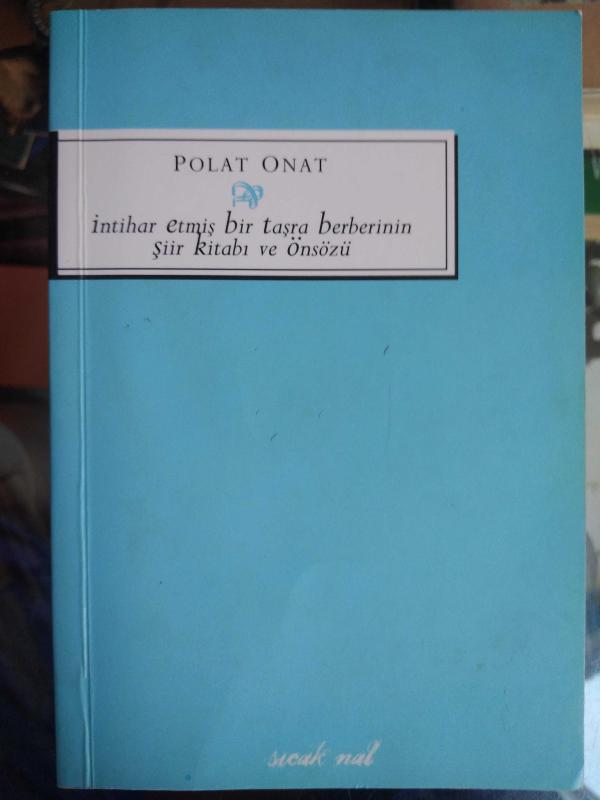 POLAT ONAT
intihar etmiş bir taşra berberinin
şiir kitabı ve önsözü
sıcak nal